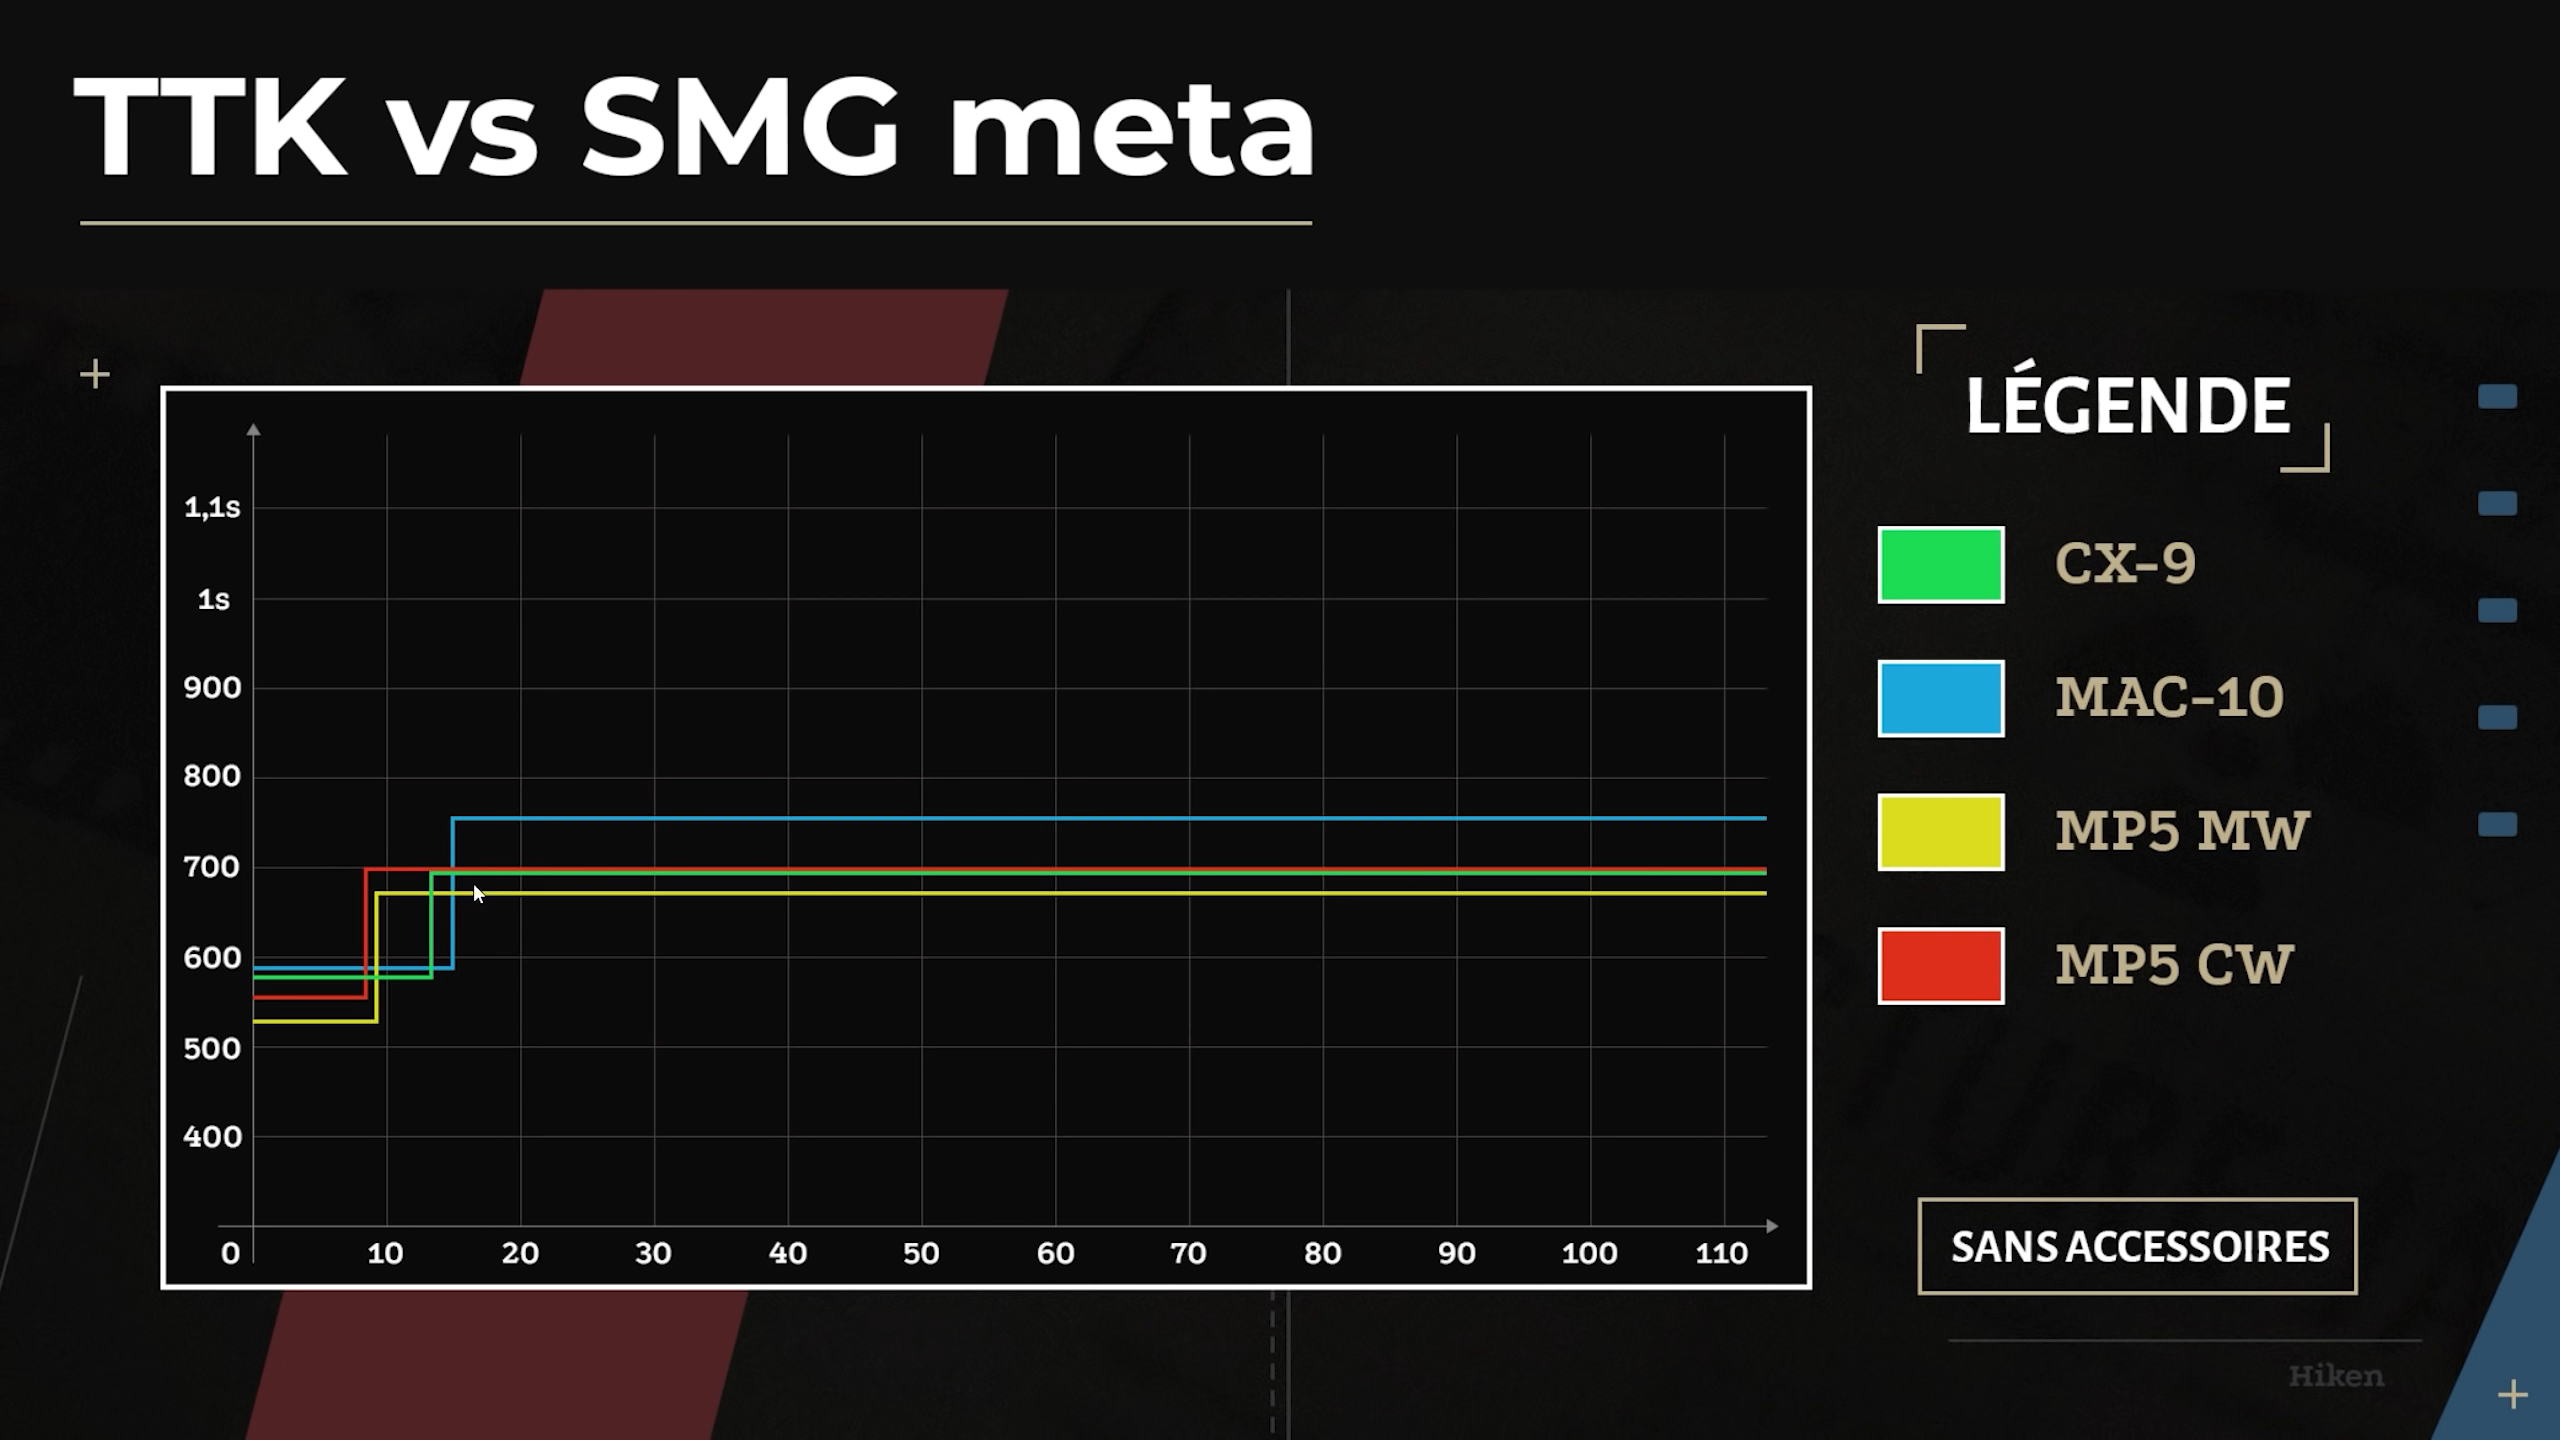 TTK vs SMG meta
LÉGENDE
CX-9
MAC-10
MP5 MW
MP5 CW
1,1s
1s
900
800
700
600
500
400
0 10 20 30 40 50 60 70 80 90 100 110
SANS ACCESSOIRES
Hiken